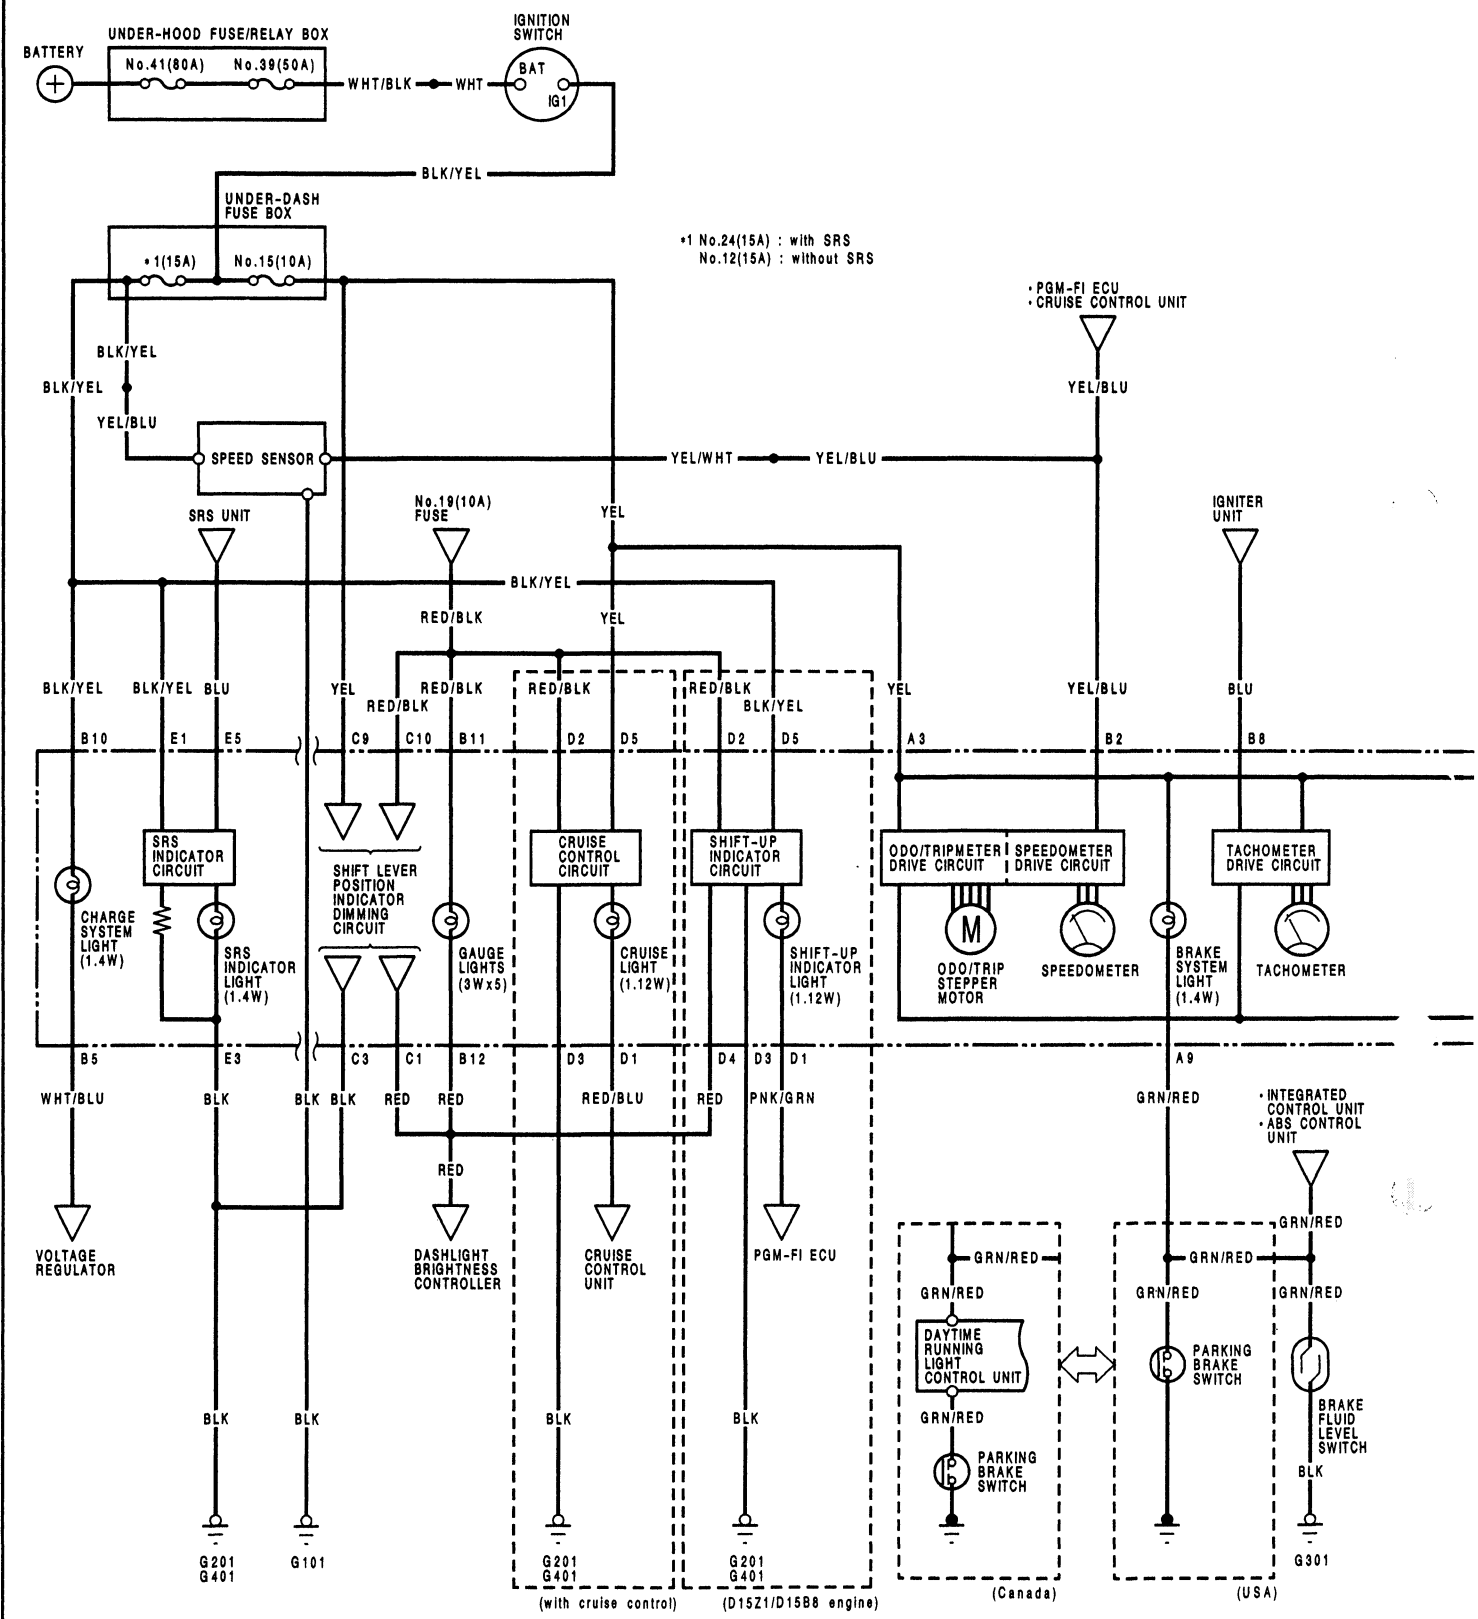 IGNITION
SWITCH
UNDER-HOOD FUSE/RELAY BOX
BATTERY
No.41(80A)
No.39(50A)
+
WHT/BLK
WHT
BAT
IG1
BLK/YEL
UNDER-DASH
FUSE BOX
*1(15A)
No.15(10A)
*1 No.24(15A) : with SRS
No.12(15A) : without SRS
• PGM-FI ECU
• CRUISE CONTROL UNIT
BLK/YEL
BLK/YEL
YEL/BLU
YEL/BLU
SPEED SENSOR
YEL/WHT
YEL/BLU
SRS UNIT
No.19(10A)
FUSE
YEL
IGNITER
UNIT
BLK/YEL
RED/BLK
YEL
BLK/YEL
BLK/YEL
BLU
YEL
RED/BLK
RED/BLK
RED/BLK
RED/BLK
BLK/YEL
YEL
YEL/BLU
BLU
B10
E1
E5
C9
C10
B11
D2
D5
D2
D5
A3
B2
B8
SRS
INDICATOR
CIRCUIT
CRUISE
CONTROL
CIRCUIT
SHIFT-UP
INDICATOR
CIRCUIT
ODO/TRIPMETER
DRIVE CIRCUIT
SPEEDOMETER
DRIVE CIRCUIT
TACHOMETER
DRIVE CIRCUIT
SHIFT LEVER
POSITION
INDICATOR
DIMMING
CIRCUIT
CHARGE
SYSTEM
LIGHT
(1.4W)
SRS
INDICATOR
LIGHT
(1.4W)
GAUGE
LIGHTS
(3Wx5)
CRUISE
LIGHT
(1.12W)
SHIFT-UP
INDICATOR
LIGHT
(1.12W)
M
ODO/TRIP
STEPPER
MOTOR
SPEEDOMETER
BRAKE
SYSTEM
LIGHT
(1.4W)
TACHOMETER
B5
E3
C3
C1
B12
D3
D1
D4
D3
D1
A9
WHT/BLU
BLK
BLK
BLK
RED
RED
RED/BLU
RED
PNK/GRN
GRN/RED
• INTEGRATED
CONTROL UNIT
• ABS CONTROL
UNIT
RED
VOLTAGE
REGULATOR
DASHLIGHT
BRIGHTNESS
CONTROLLER
CRUISE
CONTROL
UNIT
PGM-FI ECU
GRN/RED
GRN/RED
GRN/RED
GRN/RED
GRN/RED
GRN/RED
DAYTIME
RUNNING
LIGHT
CONTROL UNIT
PARKING
BRAKE
SWITCH
BRAKE
FLUID
LEVEL
SWITCH
BLK
BLK
BLK
BLK
GRN/RED
PARKING
BRAKE
SWITCH
BLK
G201
G401
G101
G201
G401
G201
G401
G301
(with cruise control)
(D15Z1/D15B8 engine)
(Canada)
(USA)